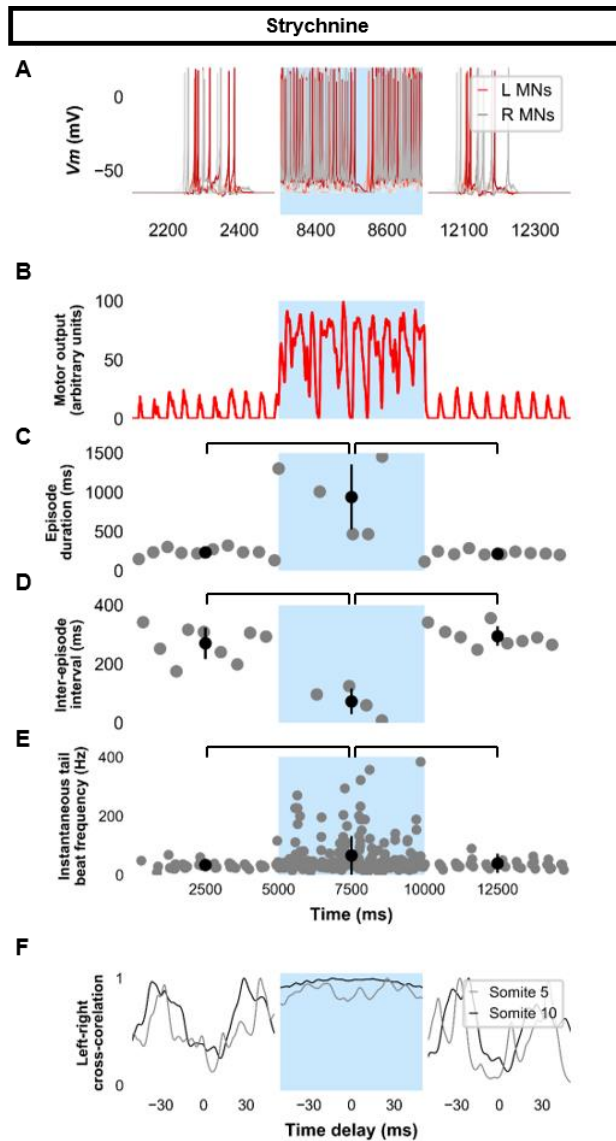 Strychnine
A
Vm (mV)
0
−50
L MNs
R MNs
2200 2400 8400 8600 12100 12300
B
Motor output
(arbitrary units)
100
50
0
C
Episode
duration (ms)
1500
1000
500
0
D
Inter-episode
interval (ms)
400
200
0
E
Instantaneous tail
beat frequency (Hz)
400
200
0
2500 5000 7500 10000 12500
Time (ms)
F
Left-right
cross-corelation
1
0
Somite 5
Somite 10
−30 0 30 −30 0 30 −30 0 30
Time delay (ms)